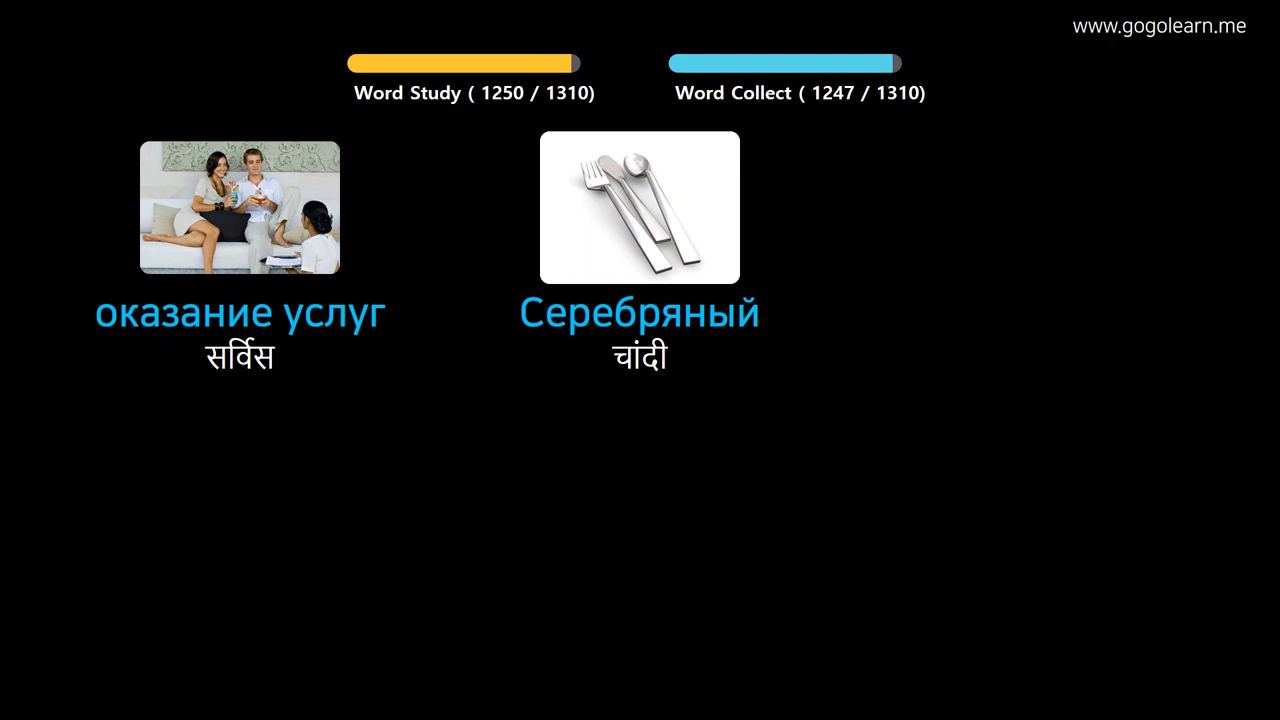 www.gogolearn.me
Word Study ( 1250 / 1310)
Word Collect ( 1247 / 1310)
оказание услуг
सर्विस
Серебряный
चांदी